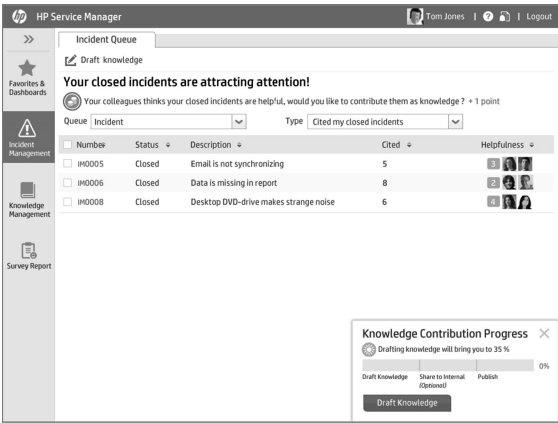 hp HP Service Manager
Tom Jones | ? | Logout
Incident Queue
Draft knowledge
Favorites &
Dashboards
Your closed incidents are attracting attention!
Your colleagues thinks your closed incidents are helpful, would you like to contribute them as knowledge ? + 1 point
Queue Incident Type Cited my closed incidents
Incident
Management
Number Status Description Cited Helpfulness
IM0005 Closed Email is not synchronizing 5 3
IM0006 Closed Data is missing in report 8 2
IM0008 Closed Desktop DVD-drive makes strange noise 6 4
Knowledge
Management
Survey Report
Knowledge Contribution Progress
Drafting knowledge will bring you to 35 %
0%
Draft Knowledge Share to Internal Publish
(Optional)
Draft Knowledge